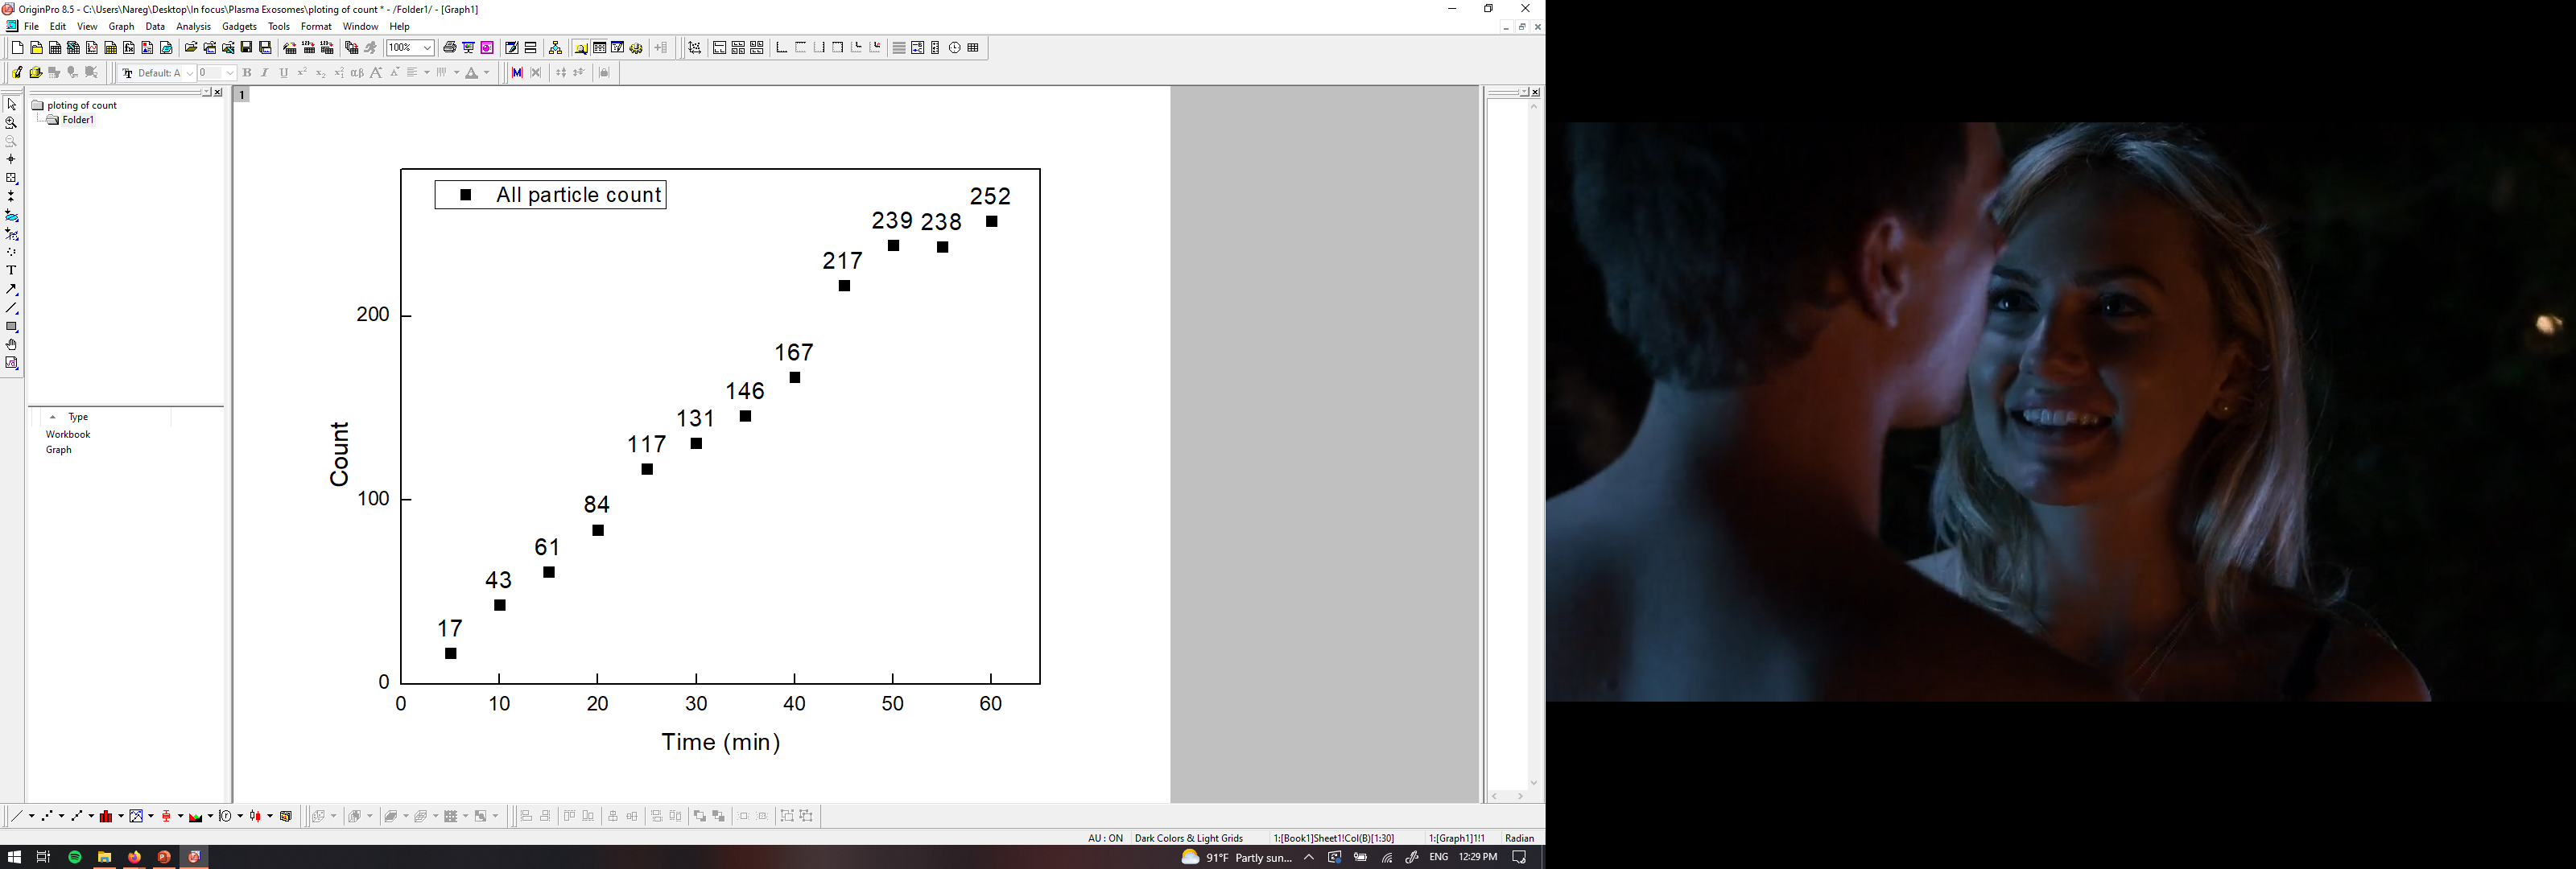 OriginPro 8.5 - C:\Users\Nareg\Desktop\In focus\Plasma Exosomes\ploting of count * - /Folder1/ - [Graph1]
File Edit View Graph Data Analysis Gadgets Tools Format Window Help
100%
Default: A 0 B I U x² x₂ αβ A A A M
ploting of count
Folder1
Type
Workbook
Graph
1
All particle count
252
239 238
217
200
167
146
131
117
100
84
61
43
17
0
Count
0 10 20 30 40 50 60
Time (min)
AU : ON Dark Colors & Light Grids 1:[Book1]Sheet1!Col(B)[1:30] 1:[Graph1]1!1 Radian
91°F Partly sun... ENG 12:29 PM